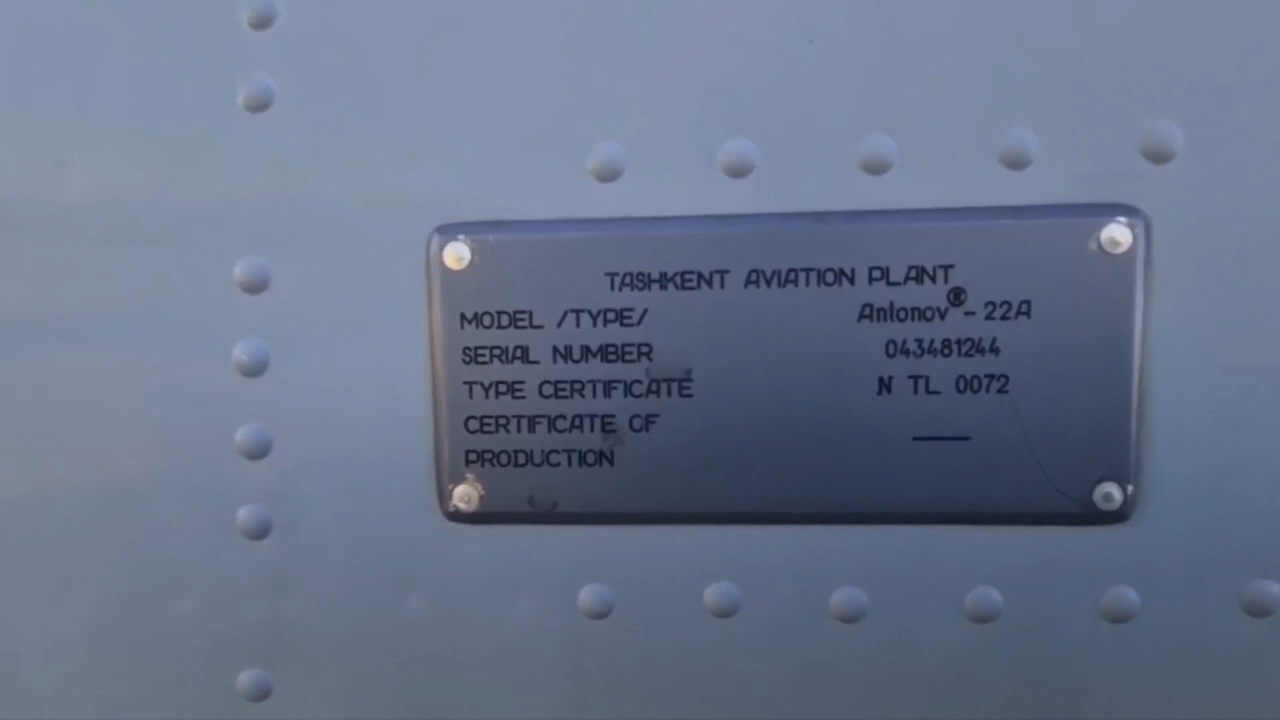 TASHKENT AVIATION PLANT
MODEL /TYPE/ Antonov®- 22A
SERIAL NUMBER 043481244
TYPE CERTIFICATE N TL 0072
CERTIFICATE OF
PRODUCTION —